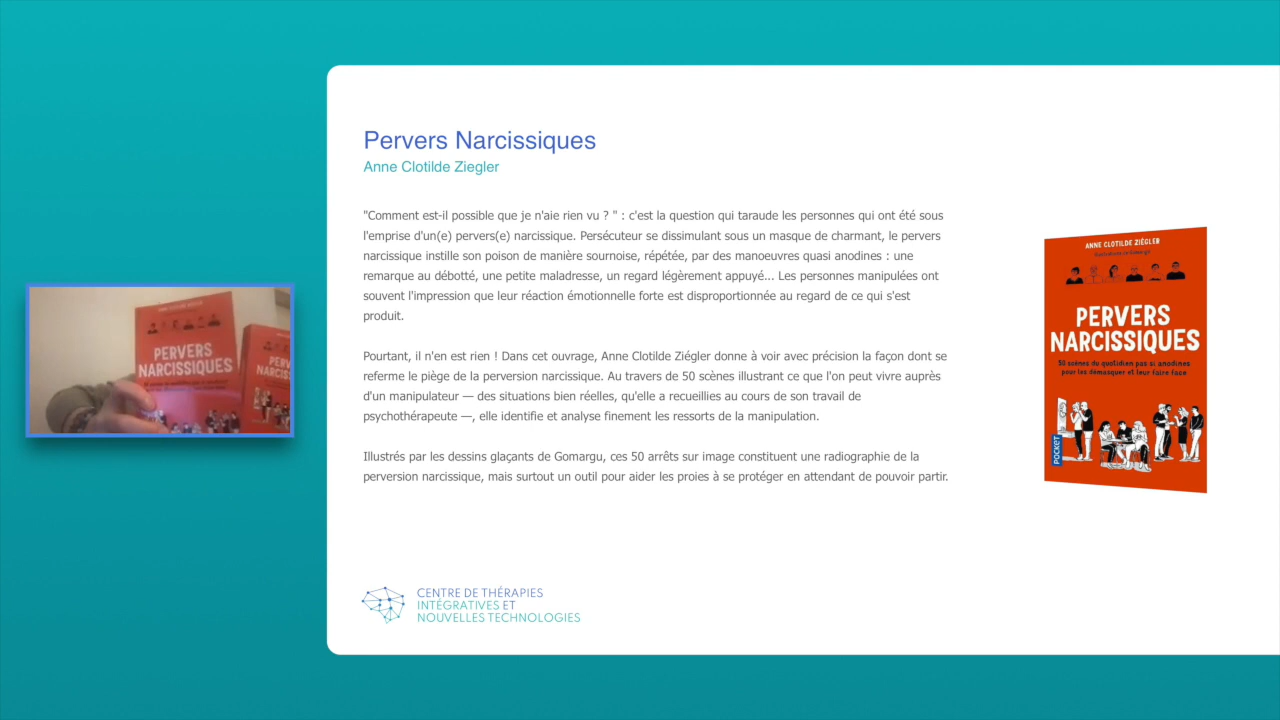 Pervers Narcissiques
Anne Clotilde Ziegler
"Comment est-il possible que je n'aie rien vu ? " : c'est la question qui taraude les personnes qui ont été sous
l'emprise d'un(e) pervers(e) narcissique. Persécuteur se dissimulant sous un masque de charmant, le pervers
narcissique instille son poison de manière sournoise, répétée, par des manoeuvres quasi anodines : une
remarque au débotté, une petite maladresse, un regard légèrement appuyé... Les personnes manipulées ont
souvent l'impression que leur réaction émotionnelle forte est disproportionnée au regard de ce qui s'est
produit.
Pourtant, il n'en est rien ! Dans cet ouvrage, Anne Clotilde Ziégler donne à voir avec précision la façon dont se
referme le piège de la perversion narcissique. Au travers de 50 scènes illustrant ce que l'on peut vivre auprès
d'un manipulateur — des situations bien réelles, qu'elle a recueillies au cours de son travail de
psychothérapeute —, elle identifie et analyse finement les ressorts de la manipulation.
Illustrés par les dessins glaçants de Gomargu, ces 50 arrêts sur image constituent une radiographie de la
perversion narcissique, mais surtout un outil pour aider les proies à se protéger en attendant de pouvoir partir.
CENTRE DE THÉRAPIES
INTÉGRATIVES ET
NOUVELLES TECHNOLOGIES
ANNE CLOTILDE ZIÉGLER
PERVERS
NARCISSIQUES
50 scènes du quotidien pas si anodines
pour les démasquer et leur faire face
POCKET
PERVERS
NARCISSIQUES